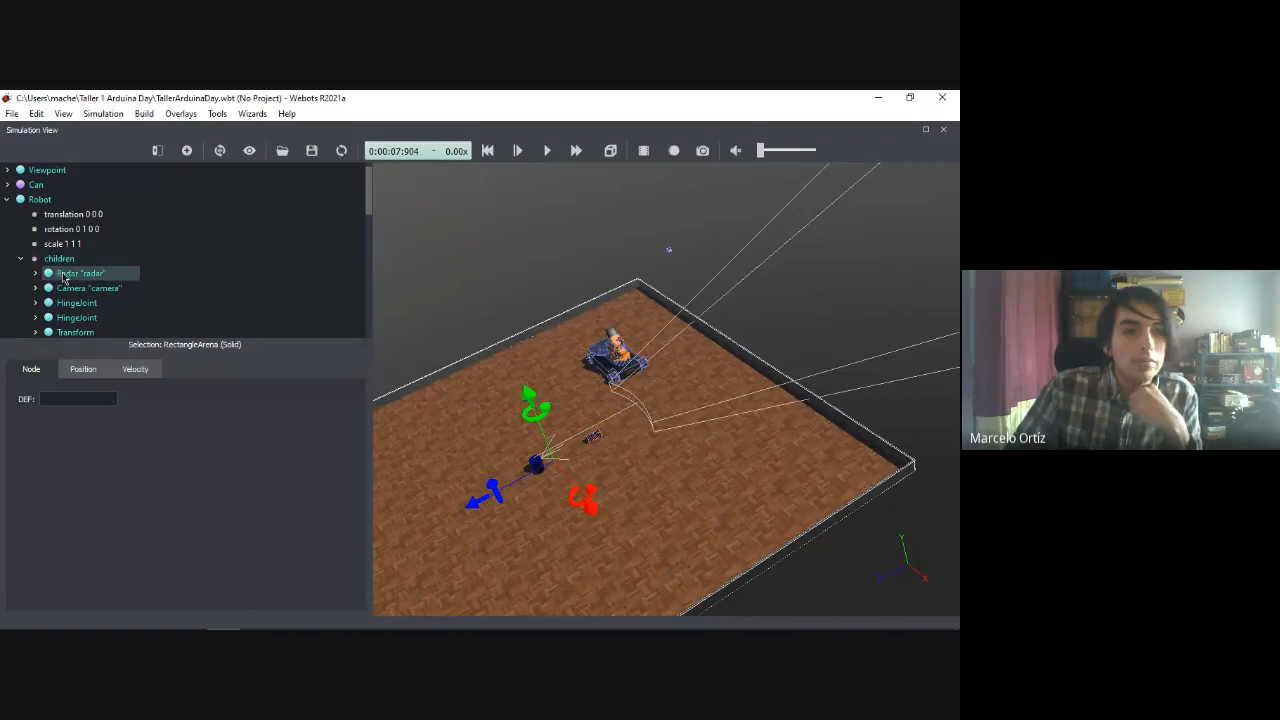 C:\Users\mache\Taller 1 Arduina Day\TallerArduinaDay.wbt (No Project) - Webots R2021a
File Edit View Simulation Build Overlays Tools Wizards Help
Simulation View
0:00:07:904 - 0.00x
Viewpoint
Can
Robot
translation 0 0 0
rotation 0 1 0 0
scale 1 1 1
children
Radar "radar"
Camera "camera"
HingeJoint
HingeJoint
Transform
Selection: RectangleArena (Solid)
Node Position Velocity
DEF:
Y
X
Marcelo Ortíz